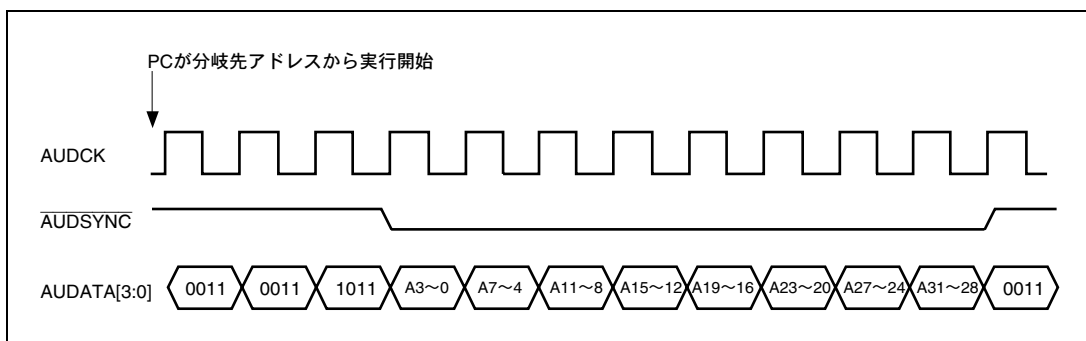 PCが分岐先アドレスから実行開始
AUDCK
AUDSYNC
AUDATA[3:0] 0011 0011 1011 A3～0 A7～4 A11～8 A15～12 A19～16 A23～20 A27～24 A31～28 0011